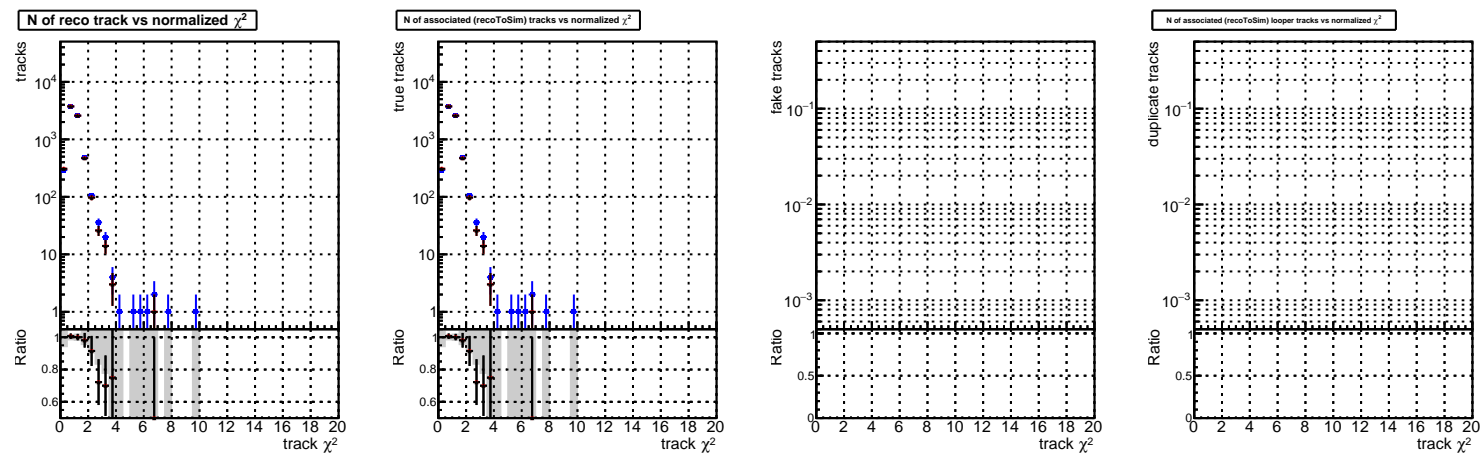 N of reco track vs normalized χ²
tracks
10⁴
10³
10²
10
1
Ratio
1
0.8
0.6
0 2 4 6 8 10 12 14 16 18 20
track χ²
N of associated (recoToSim) tracks vs normalized χ²
true tracks
10⁴
10³
10²
10
1
Ratio
1
0.8
0.6
0 2 4 6 8 10 12 14 16 18 20
track χ²
fake tracks
10⁻¹
10⁻²
10⁻³
Ratio
1
0.5
0
0 2 4 6 8 10 12 14 16 18 20
track χ²
N of associated (recoToSim) looper tracks vs normalized χ²
duplicate tracks
10⁻¹
10⁻²
10⁻³
Ratio
1
0.5
0
0 2 4 6 8 10 12 14 16 18 20
track χ²